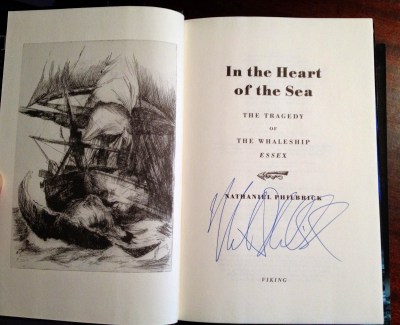 In the Heart
of the Sea
THE TRAGEDY
OF
THE WHALESHIP
ESSEX
NATHANIEL PHILBRICK
VIKING